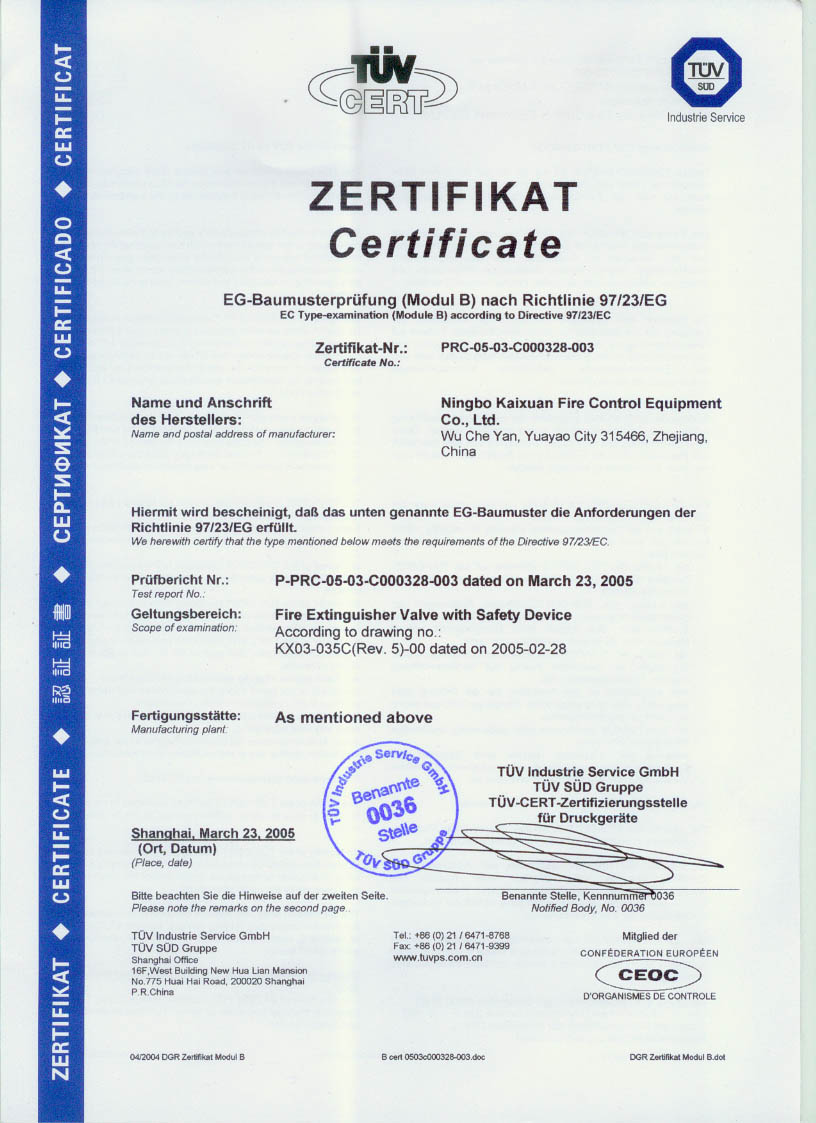 TÜV
CERT
TÜV
SÜD
Industrie Service
ZERTIFIKAT ◆ CERTIFICATE ◆ 認 証 証 書 ◆ СЕРТИФИКАТ ◆ CERTIFICADO ◆ CERTIFICAT
ZERTIFIKAT
Certificate
EG-Baumusterprüfung (Modul B) nach Richtlinie 97/23/EG
EC Type-examination (Module B) according to Directive 97/23/EC
Zertifikat-Nr.: PRC-05-03-C000328-003
Certificate No.:
Name und Anschrift
des Herstellers:
Name and postal address of manufacturer:
Ningbo Kaixuan Fire Control Equipment
Co., Ltd.
Wu Che Yan, Yuayao City 315466, Zhejiang,
China
Hiermit wird bescheinigt, daß das unten genannte EG-Baumuster die Anforderungen der
Richtlinie 97/23/EG erfüllt.
We herewith certify that the type mentioned below meets the requirements of the Directive 97/23/EC.
Prüfbericht Nr.: P-PRC-05-03-C000328-003 dated on March 23, 2005
Test report No.:
Geltungsbereich: Fire Extinguisher Valve with Safety Device
Scope of examination: According to drawing no.:
KX03-035C(Rev. 5)-00 dated on 2005-02-28
Fertigungsstätte: As mentioned above
Manufacturing plant:
TÜV Industrie Service GmbH
Benannte
0036
Stelle
TÜV SÜD Gruppe
TÜV Industrie Service GmbH
TÜV SÜD Gruppe
TÜV-CERT-Zertifizierungsstelle
für Druckgeräte
Shanghai, March 23, 2005
(Ort, Datum)
(Place, date)
Bitte beachten Sie die Hinweise auf der zweiten Seite.
Please note the remarks on the second page..
Benannte Stelle, Kennnummer 0036
Notified Body, No. 0036
TÜV Industrie Service GmbH
TÜV SÜD Gruppe
Shanghai Office
16F,West Building New Hua Lian Mansion
No.775 Huai Hai Road, 200020 Shanghai
P.R.China
Tel.: +86 (0) 21 / 6471-8768
Fax: +86 (0) 21 / 6471-9399
www.tuvps.com.cn
Mitglied der
CONFÉDERATION EUROPÉEN
CEOC
D'ORGANISMES DE CONTROLE
04/2004 DGR Zertifikat Modul B
B cert 0503c000328-003.doc
DGR Zertifikat Modul B.dot